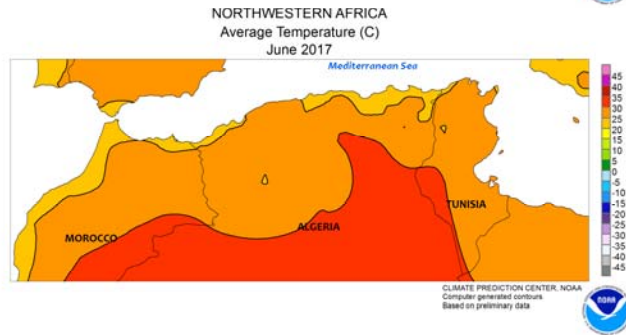 NORTHWESTERN AFRICA
Average Temperature (C)
June 2017
Mediterranean Sea
45
40
35
30
25
20
15
10
5
0
-5
-10
-15
-20
-25
-30
-35
-40
-45
TUNISIA
ALGERIA
MOROCCO
CLIMATE PREDICTION CENTER, NOAA
Computer generated contours
Based on preliminary data
NOAA